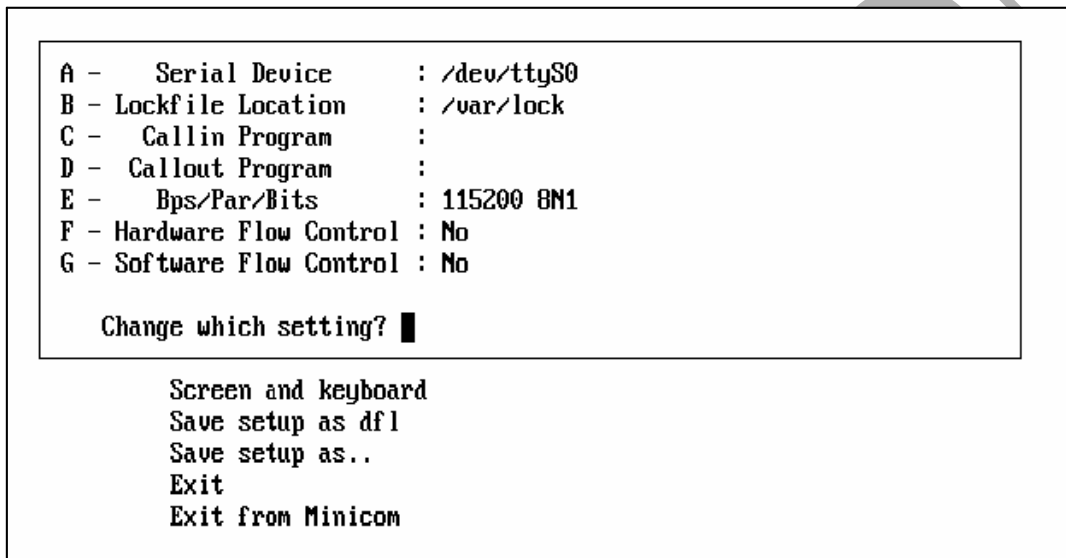 A -    Serial Device      : /dev/ttyS0
B - Lockfile Location     : /var/lock
C -   Callin Program      :
D -  Callout Program      :
E -    Bps/Par/Bits       : 115200 8N1
F - Hardware Flow Control : No
G - Software Flow Control : No
Change which setting?
Screen and keyboard
Save setup as dfl
Save setup as..
Exit
Exit from Minicom